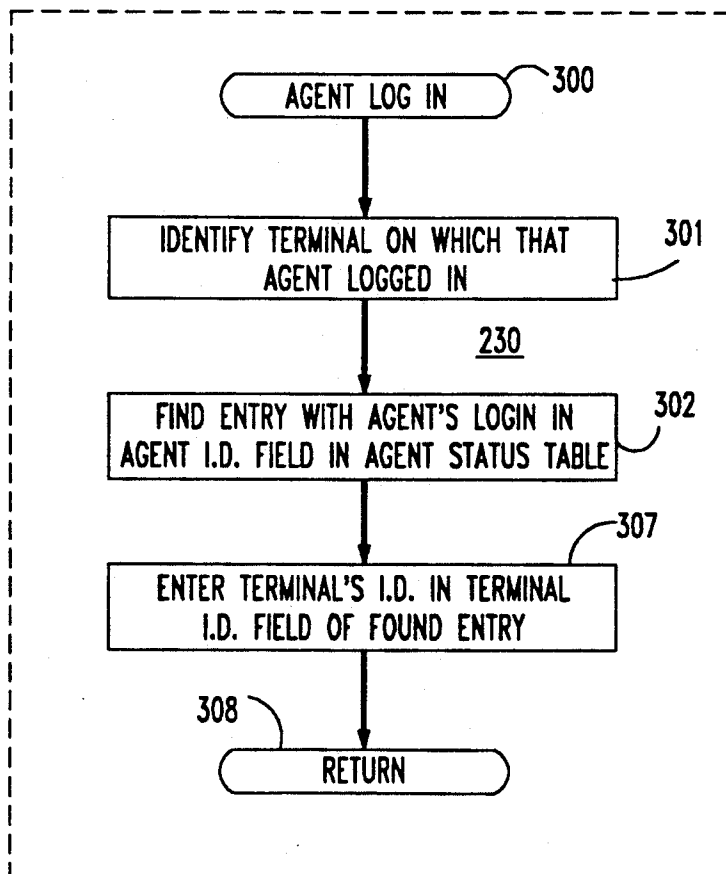 AGENT LOG IN
300
IDENTIFY TERMINAL ON WHICH THAT
AGENT LOGGED IN
301
230
FIND ENTRY WITH AGENT'S LOGIN IN
AGENT I.D. FIELD IN AGENT STATUS TABLE
302
307
ENTER TERMINAL'S I.D. IN TERMINAL
I.D. FIELD OF FOUND ENTRY
308
RETURN